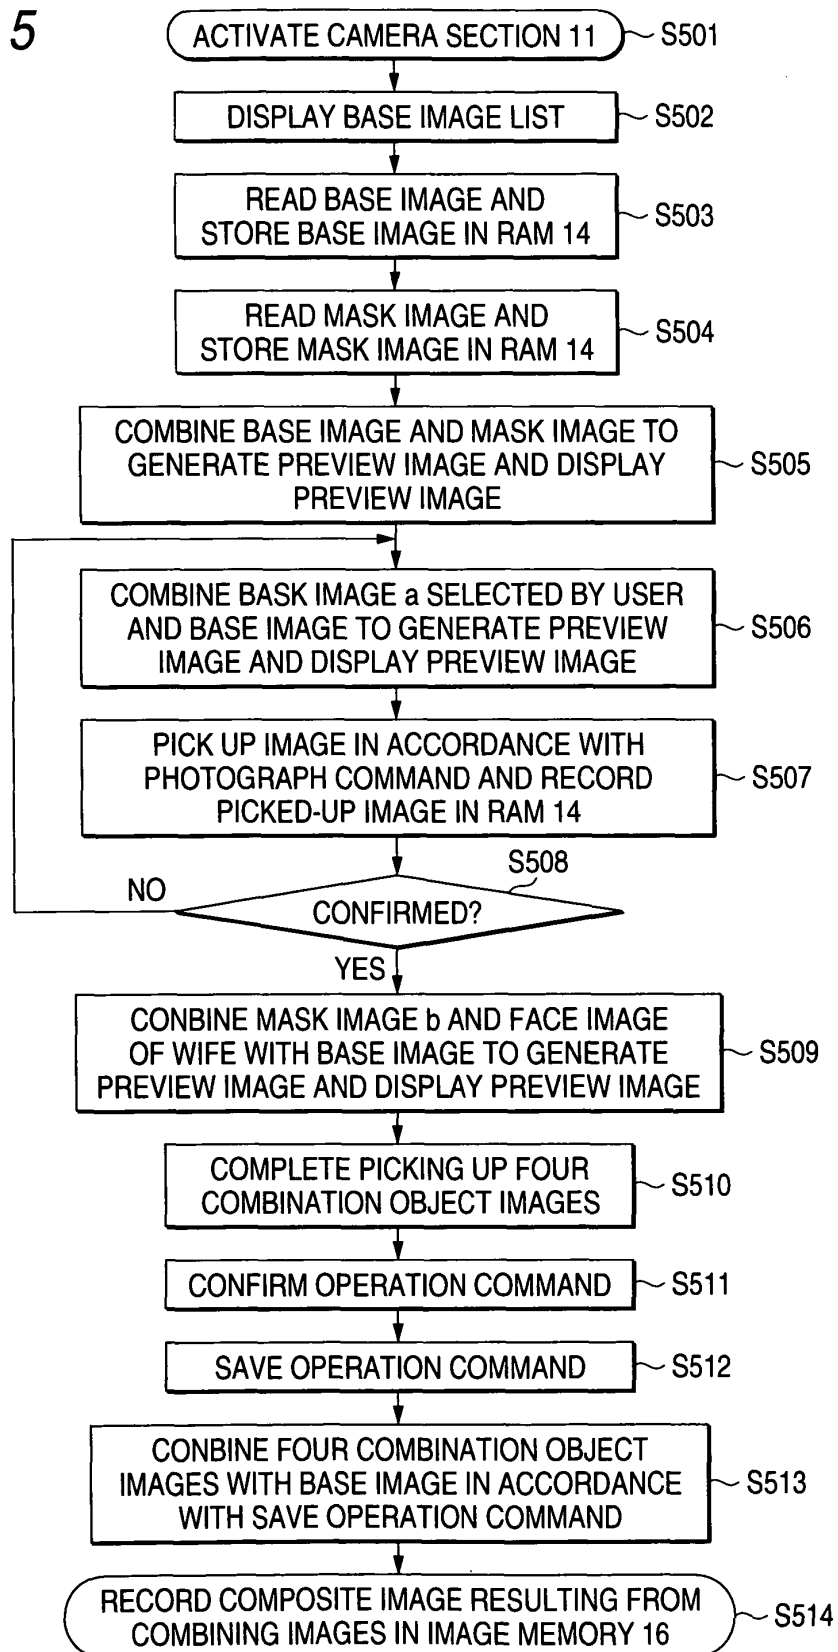 5
ACTIVATE CAMERA SECTION 11
S501
DISPLAY BASE IMAGE LIST
S502
READ BASE IMAGE AND
STORE BASE IMAGE IN RAM 14
S503
READ MASK IMAGE AND
STORE MASK IMAGE IN RAM 14
S504
COMBINE BASE IMAGE AND MASK IMAGE TO
GENERATE PREVIEW IMAGE AND DISPLAY
PREVIEW IMAGE
S505
COMBINE BASK IMAGE a SELECTED BY USER
AND BASE IMAGE TO GENERATE PREVIEW
IMAGE AND DISPLAY PREVIEW IMAGE
S506
PICK UP IMAGE IN ACCORDANCE WITH
PHOTOGRAPH COMMAND AND RECORD
PICKED-UP IMAGE IN RAM 14
S507
S508
NO
CONFIRMED?
YES
CONBINE MASK IMAGE b AND FACE IMAGE
OF WIFE WITH BASE IMAGE TO GENERATE
PREVIEW IMAGE AND DISPLAY PREVIEW IMAGE
S509
COMPLETE PICKING UP FOUR
COMBINATION OBJECT IMAGES
S510
CONFIRM OPERATION COMMAND
S511
SAVE OPERATION COMMAND
S512
CONBINE FOUR COMBINATION OBJECT
IMAGES WITH BASE IMAGE IN ACCORDANCE
WITH SAVE OPERATION COMMAND
S513
RECORD COMPOSITE IMAGE RESULTING FROM
COMBINING IMAGES IN IMAGE MEMORY 16
S514